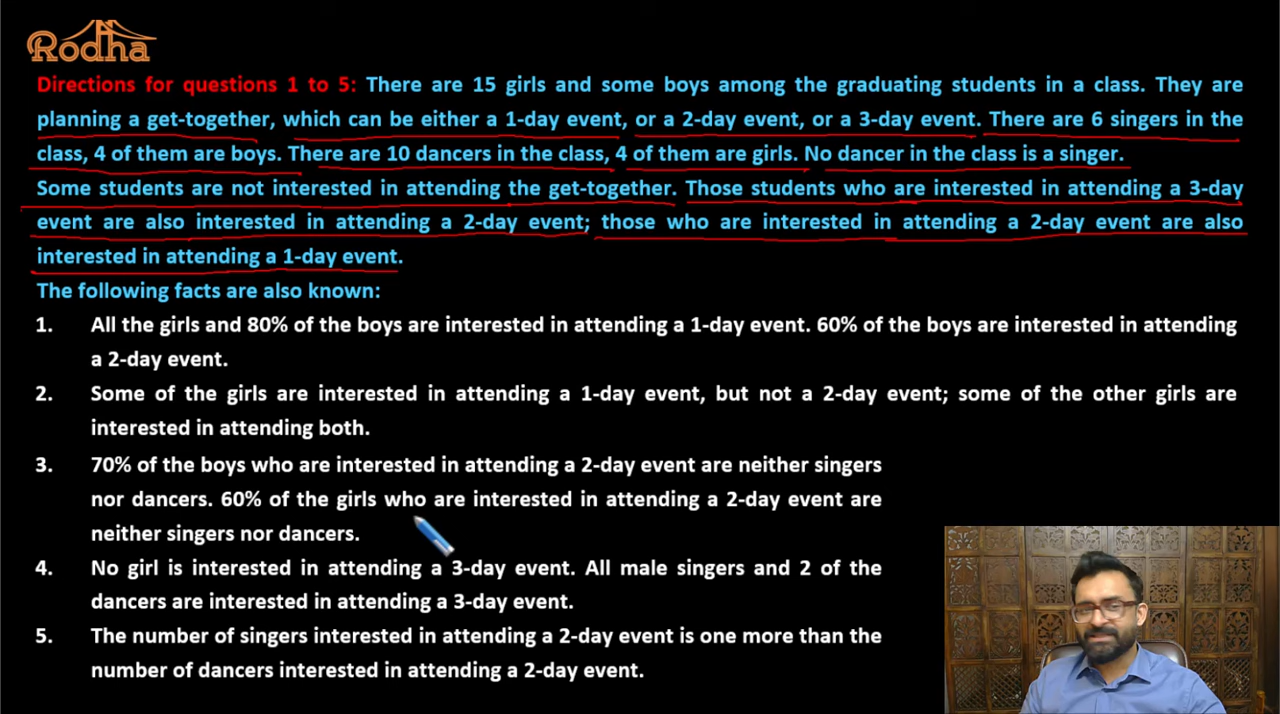 Rodha
Directions for questions 1 to 5: There are 15 girls and some boys among the graduating students in a class. They are
planning a get-together, which can be either a 1-day event, or a 2-day event, or a 3-day event. There are 6 singers in the
class, 4 of them are boys. There are 10 dancers in the class, 4 of them are girls. No dancer in the class is a singer.
Some students are not interested in attending the get-together. Those students who are interested in attending a 3-day
event are also interested in attending a 2-day event; those who are interested in attending a 2-day event are also
interested in attending a 1-day event.
The following facts are also known:
1. All the girls and 80% of the boys are interested in attending a 1-day event. 60% of the boys are interested in attending
a 2-day event.
2. Some of the girls are interested in attending a 1-day event, but not a 2-day event; some of the other girls are
interested in attending both.
3. 70% of the boys who are interested in attending a 2-day event are neither singers
nor dancers. 60% of the girls who are interested in attending a 2-day event are
neither singers nor dancers.
4. No girl is interested in attending a 3-day event. All male singers and 2 of the
dancers are interested in attending a 3-day event.
5. The number of singers interested in attending a 2-day event is one more than the
number of dancers interested in attending a 2-day event.